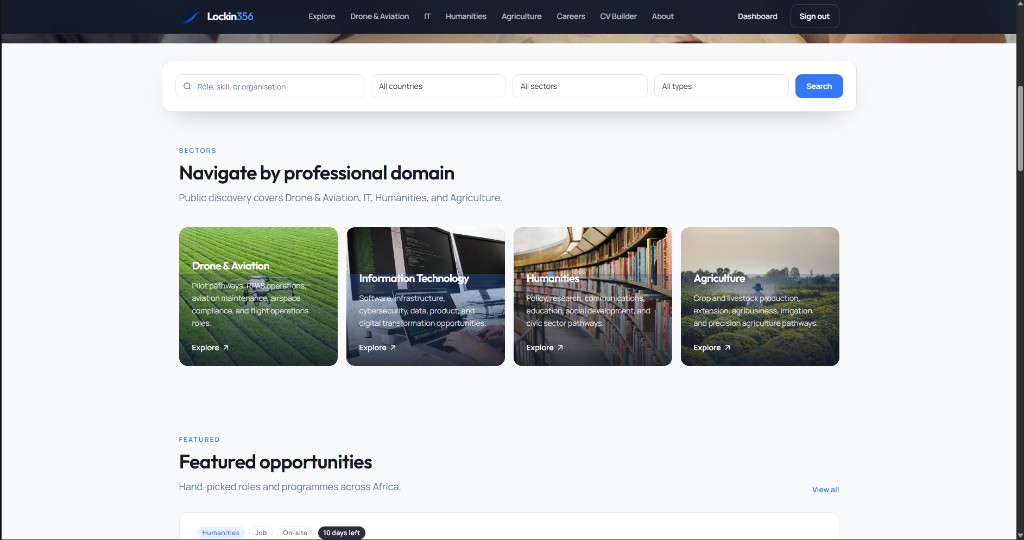 Lockin356 Explore Drone & Aviation IT Humanities Agriculture Careers CV Builder About Dashboard Sign out
Role, skill, or organisation All countries All sectors All types Search
SECTORS
Navigate by professional domain
Public discovery covers Drone & Aviation, IT, Humanities, and Agriculture.
Drone & Aviation
Pilot pathways, RPAS operations,
aviation maintenance, airspace
compliance, and flight operations
roles.
Explore
Information Technology
Software, infrastructure,
cybersecurity, data, product, and
digital transformation opportunities.
Explore
Humanities
Policy, research, communications,
education, social development, and
civic sector pathways.
Explore
Agriculture
Crop and livestock production,
extension, agribusiness, irrigation,
and precision agriculture pathways.
Explore
FEATURED
Featured opportunities
Hand-picked roles and programmes across Africa.
View all
Humanities Job On-site 10 days left